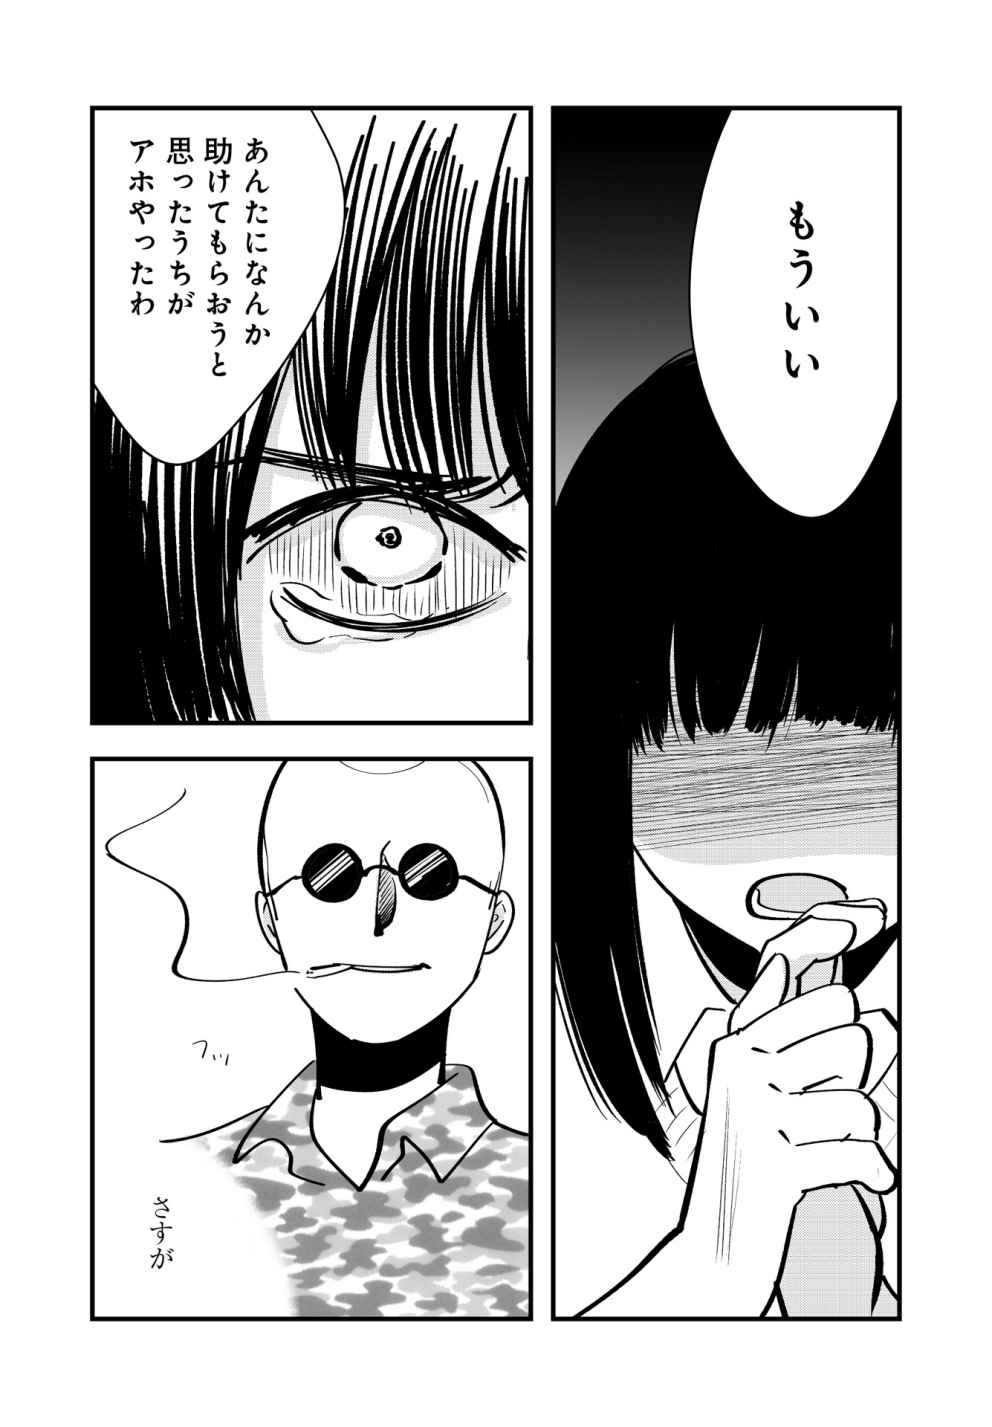 もういい
あんたになんか
助けてもらおうと
思ったうちが
アホやったわ
フッ
さすが